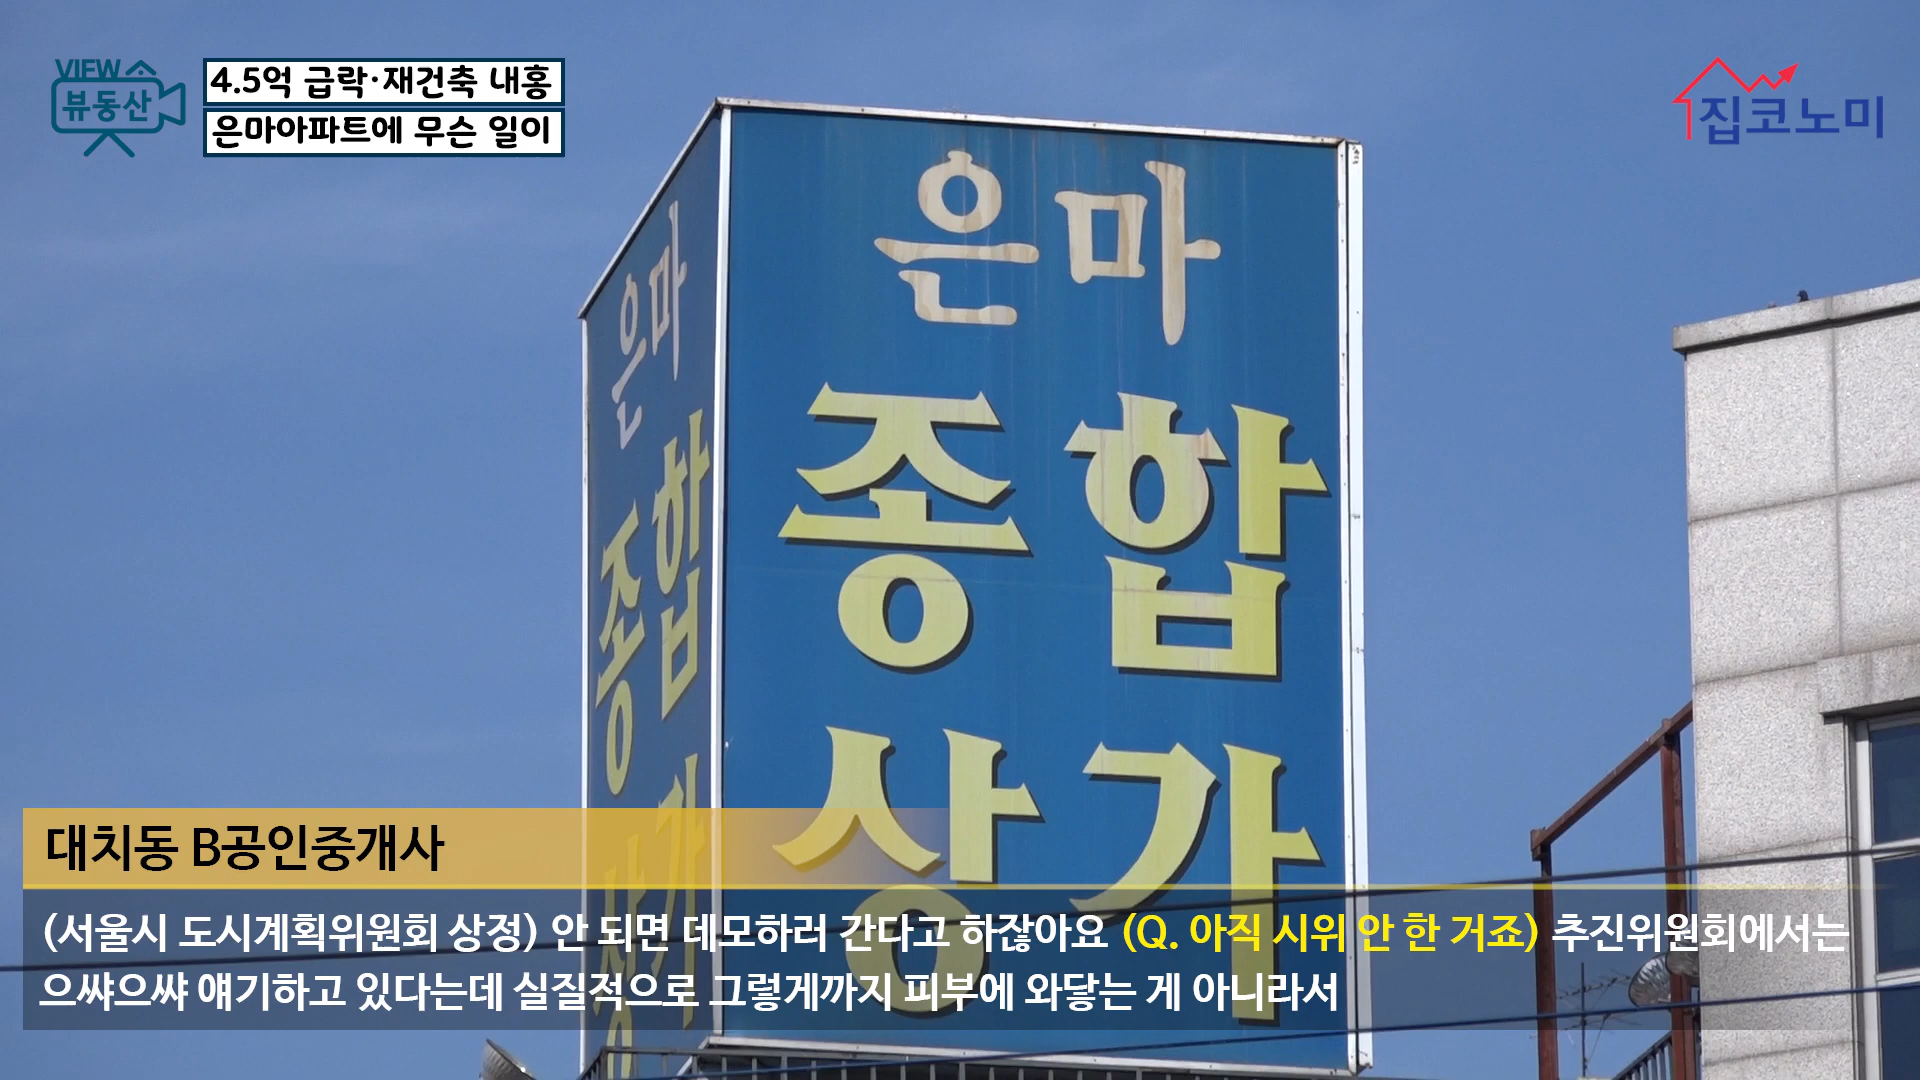 VIEW
뷰동산
4.5억 급락·재건축 내홍
은마아파트에 무슨 일이
집코노미
은마
종합
상가
은마
종합
상가
대치동 B공인중개사
(서울시 도시계획위원회 상정) 안 되면 데모하러 간다고 하잖아요 (Q. 아직 시위 안 한 거죠) 추진위원회에서는
으쌰으쌰 얘기하고 있다는데 실질적으로 그렇게까지 피부에 와닿는 게 아니라서